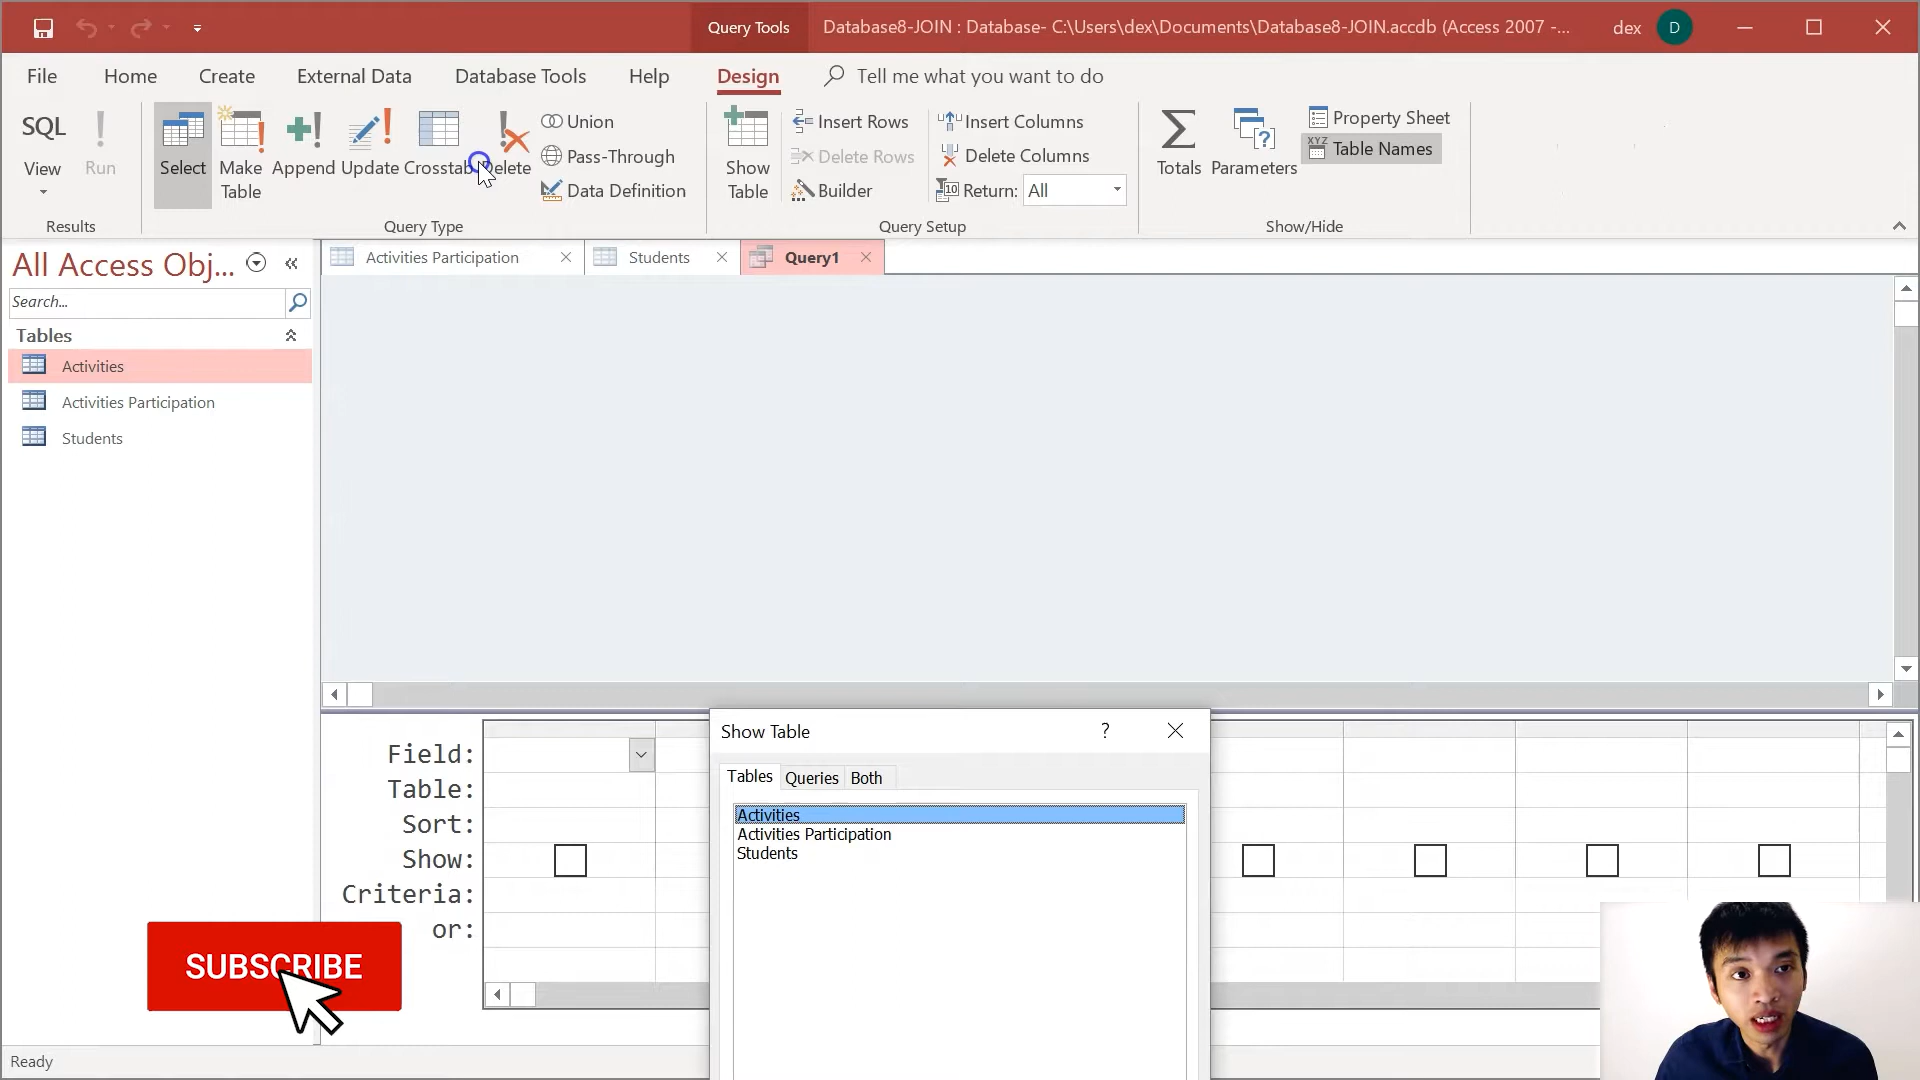 Query Tools
Database8-JOIN : Database- C:\Users\dex\Documents\Database8-JOIN.accdb (Access 2007 -...
dex
D
File
Home
Create
External Data
Database Tools
Help
Design
Tell me what you want to do
SQL
View
Run
Results
Select
Make
Table
Append
Update
Crosstab
Delete
Union
Pass-Through
Data Definition
Query Type
Show
Table
Insert Rows
Delete Rows
Builder
Insert Columns
Delete Columns
10
Return:
All
Query Setup
Totals
Parameters
Property Sheet
XYZ
Table Names
Show/Hide
All Access Obj...
Search...
Tables
Activities
Activities Participation
Students
Activities Participation
Students
Query1
Field:
Table:
Sort:
Show:
Criteria:
or:
Show Table
?
Tables
Queries
Both
Activities
Activities Participation
Students
SUBSCRIBE
Ready